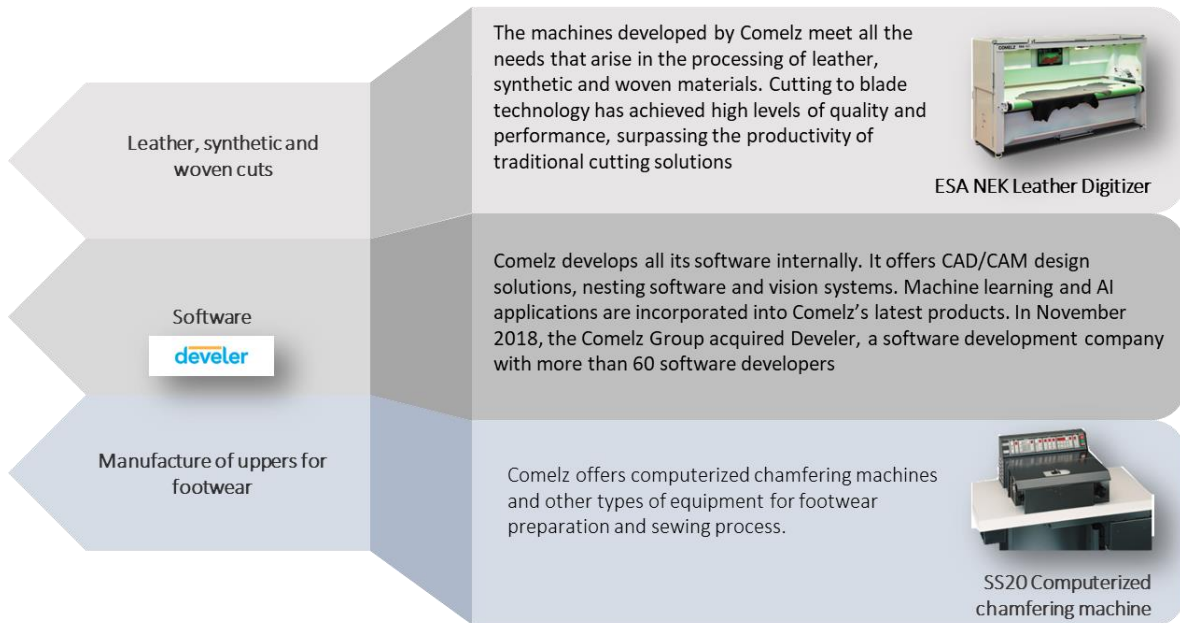 Leather, synthetic and
woven cuts
The machines developed by Comelz meet all the
needs that arise in the processing of leather,
synthetic and woven materials. Cutting to blade
technology has achieved high levels of quality and
performance, surpassing the productivity of
traditional cutting solutions
COMELZ
ESA NEK Leather Digitizer
Software
develer
Comelz develops all its software internally. It offers CAD/CAM design
solutions, nesting software and vision systems. Machine learning and AI
applications are incorporated into Comelz’s latest products. In November
2018, the Comelz Group acquired Develer, a software development company
with more than 60 software developers
Manufacture of uppers for
footwear
Comelz offers computerized chamfering machines
and other types of equipment for footwear
preparation and sewing process.
SS20 Computerized
chamfering machine